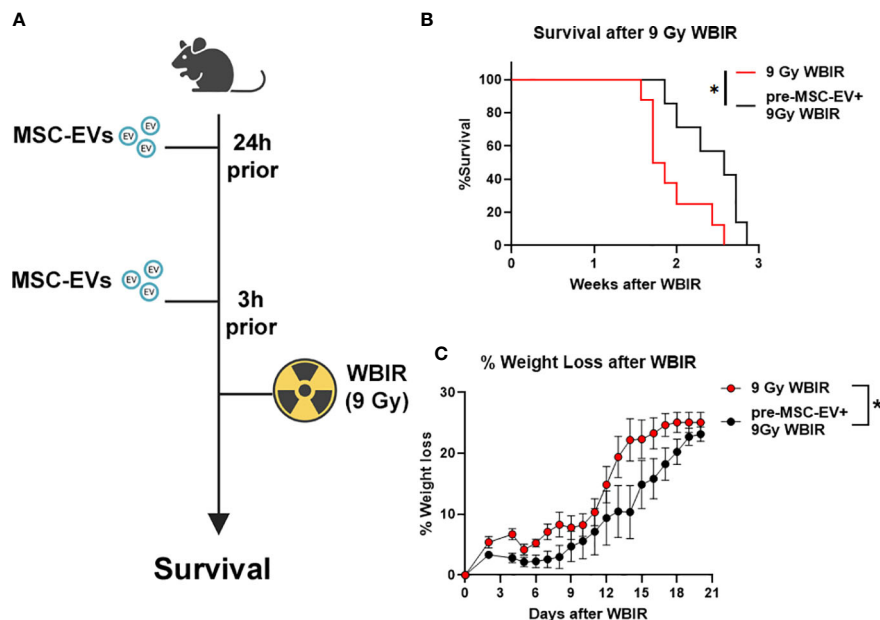 A
MSC-EVs
EV
EV
EV
24h
prior
MSC-EVs
EV
EV
EV
3h
prior
WBIR
(9 Gy)
Survival
B
Survival after 9 Gy WBIR
9 Gy WBIR
pre-MSC-EV+
9Gy WBIR
*
%Survival
100
80
60
40
20
0
0
1
2
3
Weeks after WBIR
C
% Weight Loss after WBIR
9 Gy WBIR
pre-MSC-EV+
9Gy WBIR
*
% Weight loss
30
20
10
0
0
3
6
9
12
15
18
21
Days after WBIR